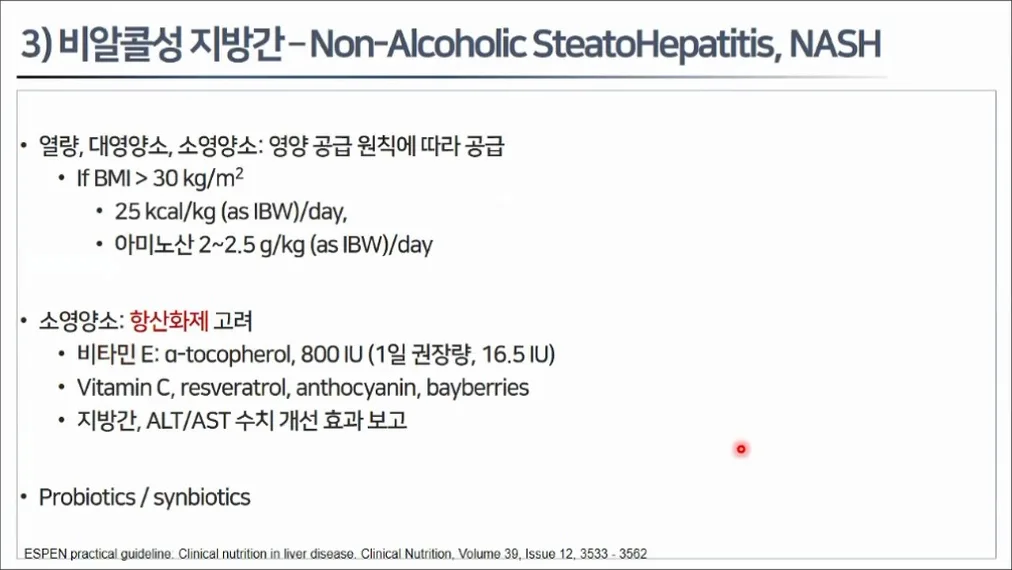 3) 비알콜성 지방간 – Non-Alcoholic SteatoHepatitis, NASH
• 열량, 대영양소, 소영양소: 영양 공급 원칙에 따라 공급
• If BMI > 30 kg/m²
• 25 kcal/kg (as IBW)/day,
• 아미노산 2~2.5 g/kg (as IBW)/day
• 소영양소: 항산화제 고려
• 비타민 E: α-tocopherol, 800 IU (1일 권장량, 16.5 IU)
• Vitamin C, resveratrol, anthocyanin, bayberries
• 지방간, ALT/AST 수치 개선 효과 보고
• Probiotics / synbiotics
ESPEN practical guideline: Clinical nutrition in liver disease. Clinical Nutrition, Volume 39, Issue 12, 3533 - 3562